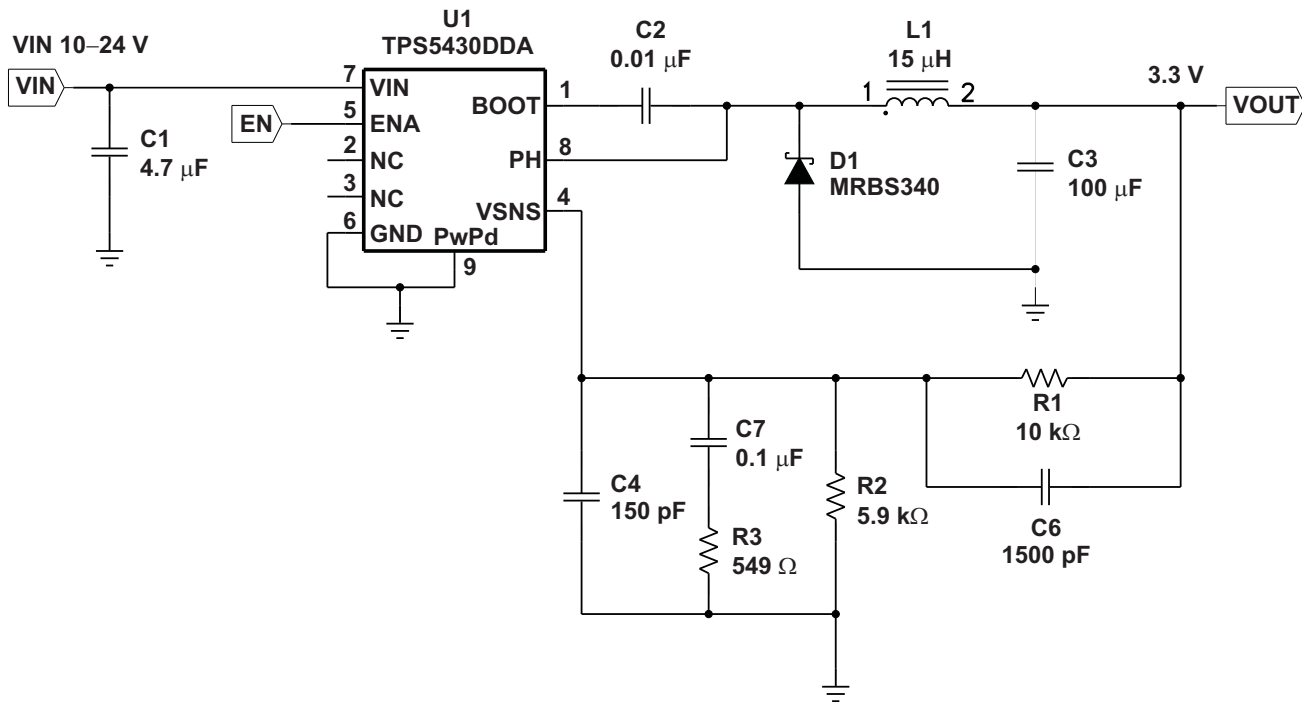 U1
TPS5430DDA
VIN 10–24 V
VIN
EN
C1
4.7 μF
7
5
2
3
6
VIN
ENA
NC
NC
GND
BOOT
PH
VSNS
PwPd
1
8
4
9
C2
0.01 μF
L1
15 μH
1
2
3.3 V
VOUT
D1
MRBS340
C3
100 μF
R1
10 kΩ
C7
0.1 μF
C4
150 pF
R2
5.9 kΩ
R3
549 Ω
C6
1500 pF